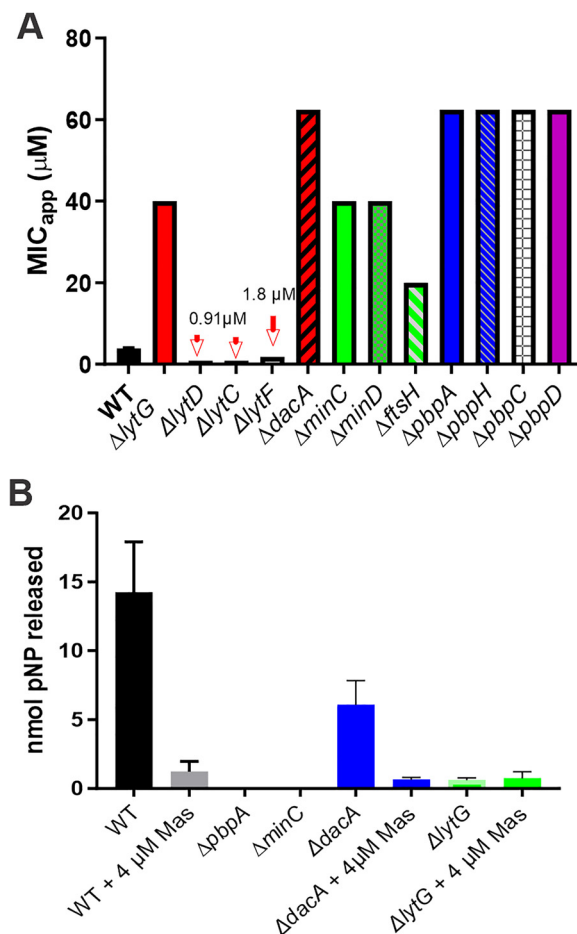 A
MICapp (µM)
80
60
40
20
0
0.91µM
1.8 µM
WT
ΔlytG
ΔlytD
ΔlytC
ΔlytF
ΔdacA
ΔminC
ΔminD
ΔftsH
ΔpbpA
ΔpbpH
ΔpbpC
ΔpbpD
B
nmol pNP released
20
15
10
5
0
WT
WT + 4 µM Mas
ΔpbpA
ΔminC
ΔdacA
ΔdacA + 4µM Mas
ΔlytG
ΔlytG + 4 µM Mas